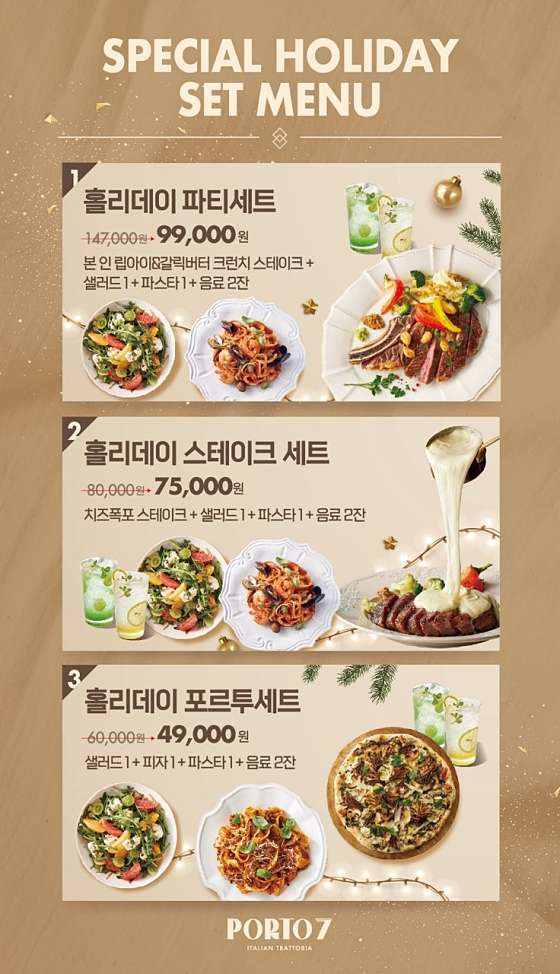 SPECIAL HOLIDAY
SET MENU
1
홀리데이 파티세트
147,000원 99,000원
본 인 립아이&갈릭버터 크런치 스테이크 +
샐러드 1 + 파스타 1 + 음료 2잔
2
홀리데이 스테이크 세트
80,000원 75,000원
치즈폭포 스테이크 + 샐러드 1 + 파스타 1 + 음료 2잔
3
홀리데이 포르투세트
60,000원 49,000원
샐러드 1 + 피자 1 + 파스타 1 + 음료 2잔
PORTO 7
ITALIAN TRATTORIA